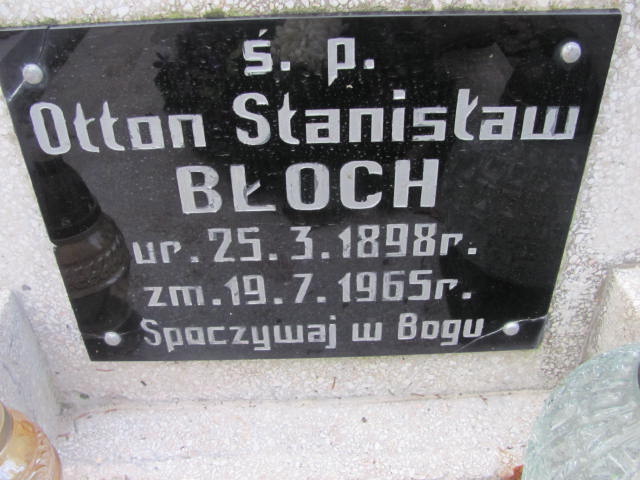 ś. p.
Otton Stanisław
BŁOCH
ur. 25. 3. 1898r.
zm. 19. 7. 1965r.
Spoczywaj w Bogu